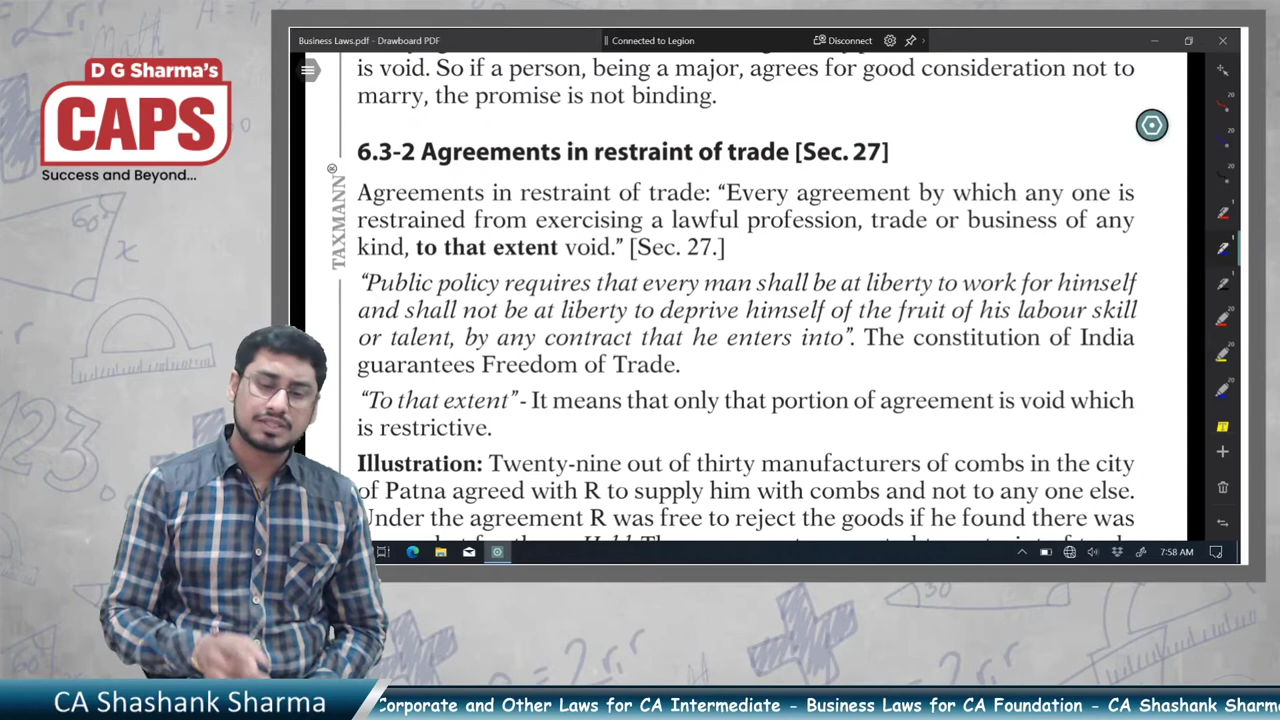 D G Sharma's
CAPS
Success and Beyond...
Business Laws.pdf - Drawboard PDF
Connected to Legion
Disconnect
is void. So if a person, being a major, agrees for good consideration not to
marry, the promise is not binding.
6.3-2 Agreements in restraint of trade [Sec. 27]
TAXMANN®
Agreements in restraint of trade: “Every agreement by which any one is
restrained from exercising a lawful profession, trade or business of any
kind, to that extent void.” [Sec. 27.]
“Public policy requires that every man shall be at liberty to work for himself
and shall not be at liberty to deprive himself of the fruit of his labour skill
or talent, by any contract that he enters into”. The constitution of India
guarantees Freedom of Trade.
“To that extent”- It means that only that portion of agreement is void which
is restrictive.
Illustration: Twenty-nine out of thirty manufacturers of combs in the city
of Patna agreed with R to supply him with combs and not to any one else.
Under the agreement R was free to reject the goods if he found there was
7:58 AM
CA Shashank Sharma
Corporate and Other Laws for CA Intermediate - Business Laws for CA Foundation - CA Shashank Sharm